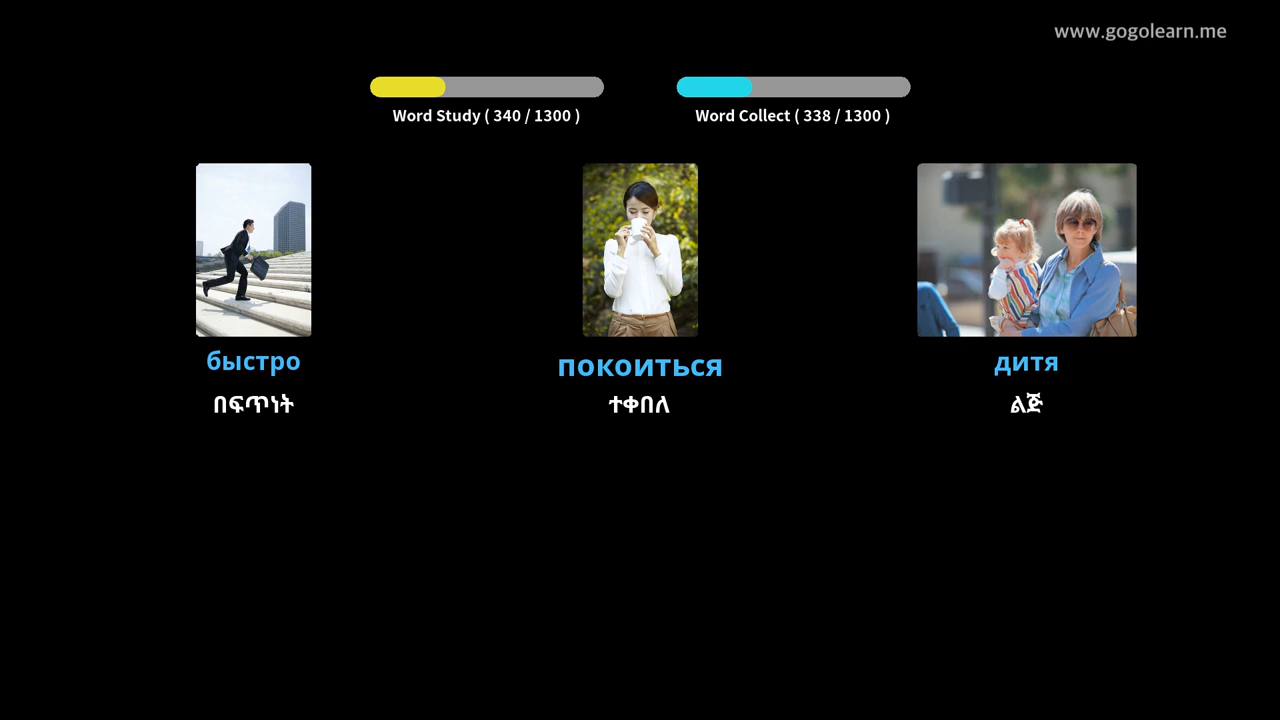 www.gogolearn.me
Word Study ( 340 / 1300 )
Word Collect ( 338 / 1300 )
быстро
покоиться
дитя
በፍጥነት
ተቀበለ
ልጅ